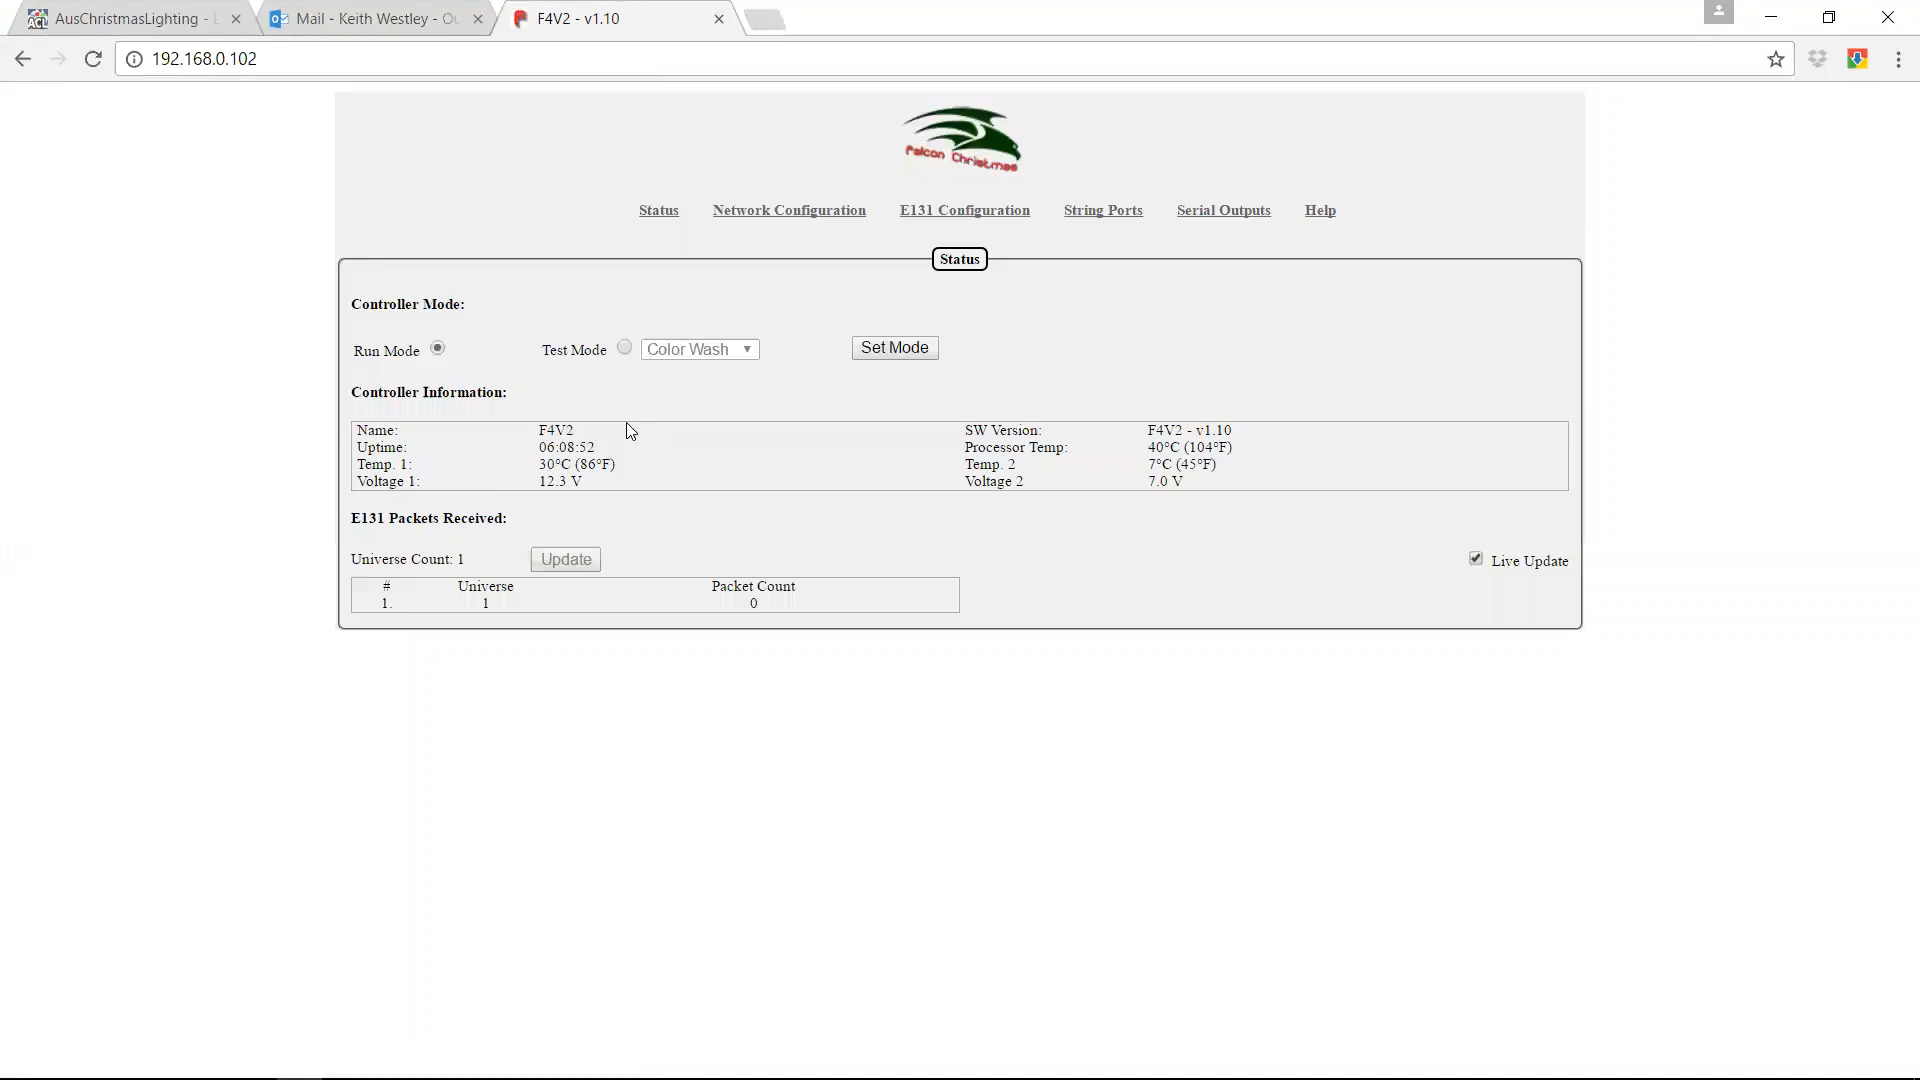 AusChristmasLighting - L
Mail - Keith Westley - Ou
F4V2 - v1.10
192.168.0.102
Falcon Christmas
Status Network Configuration E131 Configuration String Ports Serial Outputs Help
Status
Controller Mode:
Run Mode Test Mode Color Wash Set Mode
Controller Information:
Name: F4V2 SW Version: F4V2 - v1.10
Uptime: 06:08:52 Processor Temp: 40°C (104°F)
Temp. 1: 30°C (86°F) Temp. 2 7°C (45°F)
Voltage 1: 12.3 V Voltage 2 7.0 V
E131 Packets Received:
Universe Count: 1 Update Live Update
# Universe Packet Count
1. 1 0